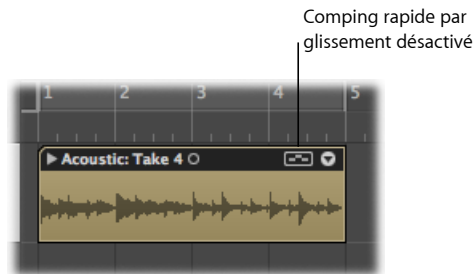 Comping rapide par
glissement désactivé
1 2 3 4 5
Acoustic: Take 4